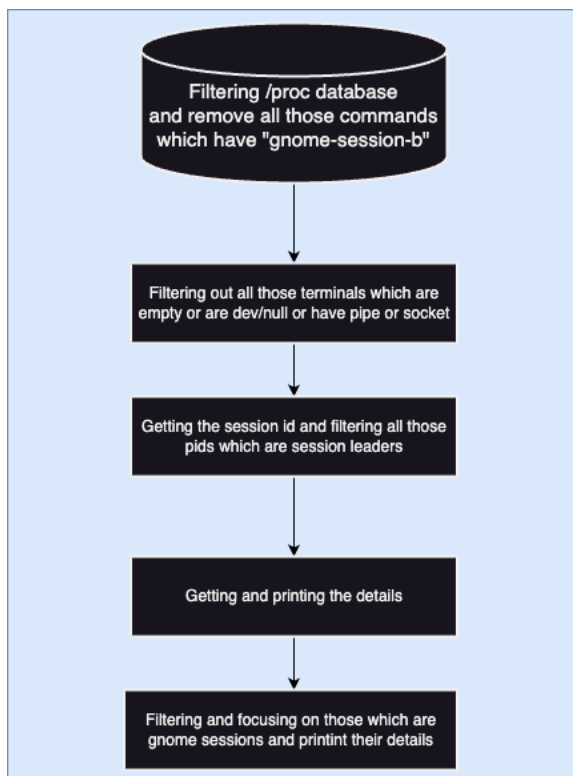 Filtering /proc database
and remove all those commands
which have "gnome-session-b"
Filtering out all those terminals which are
empty or are dev/null or have pipe or socket
Getting the session id and filtering all those
pids which are session leaders
Getting and printing the details
Filtering and focusing on those which are
gnome sessions and printint their details